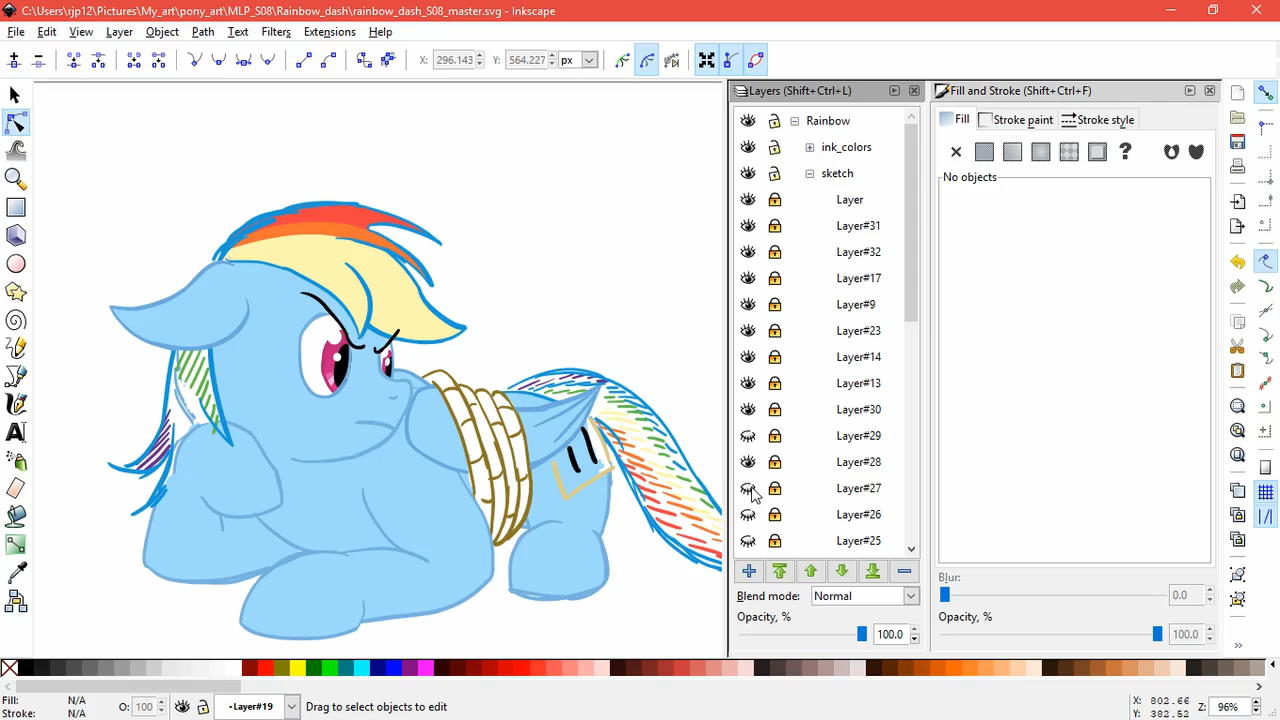 C:\Users\rjp12\Pictures\My_art\pony_art\MLP_S08\Rainbow_dash\rainbow_dash_S08_master.svg - Inkscape
File Edit View Layer Object Path Text Filters Extensions Help
X: 296.143 Y: 564.227 px
Layers (Shift+Ctrl+L)
Fill and Stroke (Shift+Ctrl+F)
Rainbow
ink_colors
sketch
Layer
Layer#31
Layer#32
Layer#17
Layer#9
Layer#23
Layer#14
Layer#13
Layer#30
Layer#29
Layer#28
Layer#27
Layer#26
Layer#25
Blend mode: Normal
Opacity, %
100.0
Fill Stroke paint Stroke style
?
No objects
Blur:
0.0
Opacity, %
100.0
Fill: N/A
Stroke: N/A
O: 100
•Layer#19
Drag to select objects to edit
X: 802.66
Y: 382.52
Z: 96%